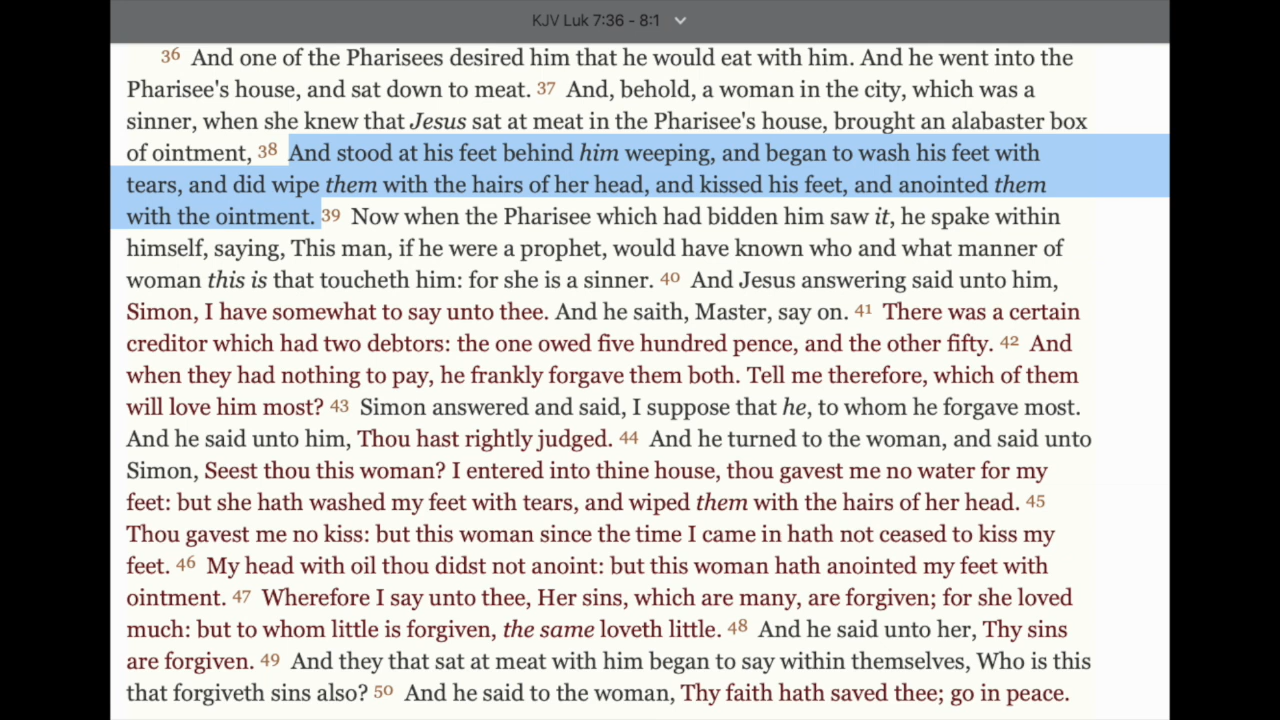 KJV Luk 7:36 - 8:1
36 And one of the Pharisees desired him that he would eat with him. And he went into the
Pharisee's house, and sat down to meat. 37 And, behold, a woman in the city, which was a
sinner, when she knew that Jesus sat at meat in the Pharisee's house, brought an alabaster box
of ointment, 38 And stood at his feet behind him weeping, and began to wash his feet with
tears, and did wipe them with the hairs of her head, and kissed his feet, and anointed them
with the ointment. 39 Now when the Pharisee which had bidden him saw it, he spake within
himself, saying, This man, if he were a prophet, would have known who and what manner of
woman this is that toucheth him: for she is a sinner. 40 And Jesus answering said unto him,
Simon, I have somewhat to say unto thee. And he saith, Master, say on. 41 There was a certain
creditor which had two debtors: the one owed five hundred pence, and the other fifty. 42 And
when they had nothing to pay, he frankly forgave them both. Tell me therefore, which of them
will love him most? 43 Simon answered and said, I suppose that he, to whom he forgave most.
And he said unto him, Thou hast rightly judged. 44 And he turned to the woman, and said unto
Simon, Seest thou this woman? I entered into thine house, thou gavest me no water for my
feet: but she hath washed my feet with tears, and wiped them with the hairs of her head. 45
Thou gavest me no kiss: but this woman since the time I came in hath not ceased to kiss my
feet. 46 My head with oil thou didst not anoint: but this woman hath anointed my feet with
ointment. 47 Wherefore I say unto thee, Her sins, which are many, are forgiven; for she loved
much: but to whom little is forgiven, the same loveth little. 48 And he said unto her, Thy sins
are forgiven. 49 And they that sat at meat with him began to say within themselves, Who is this
that forgiveth sins also? 50 And he said to the woman, Thy faith hath saved thee; go in peace.